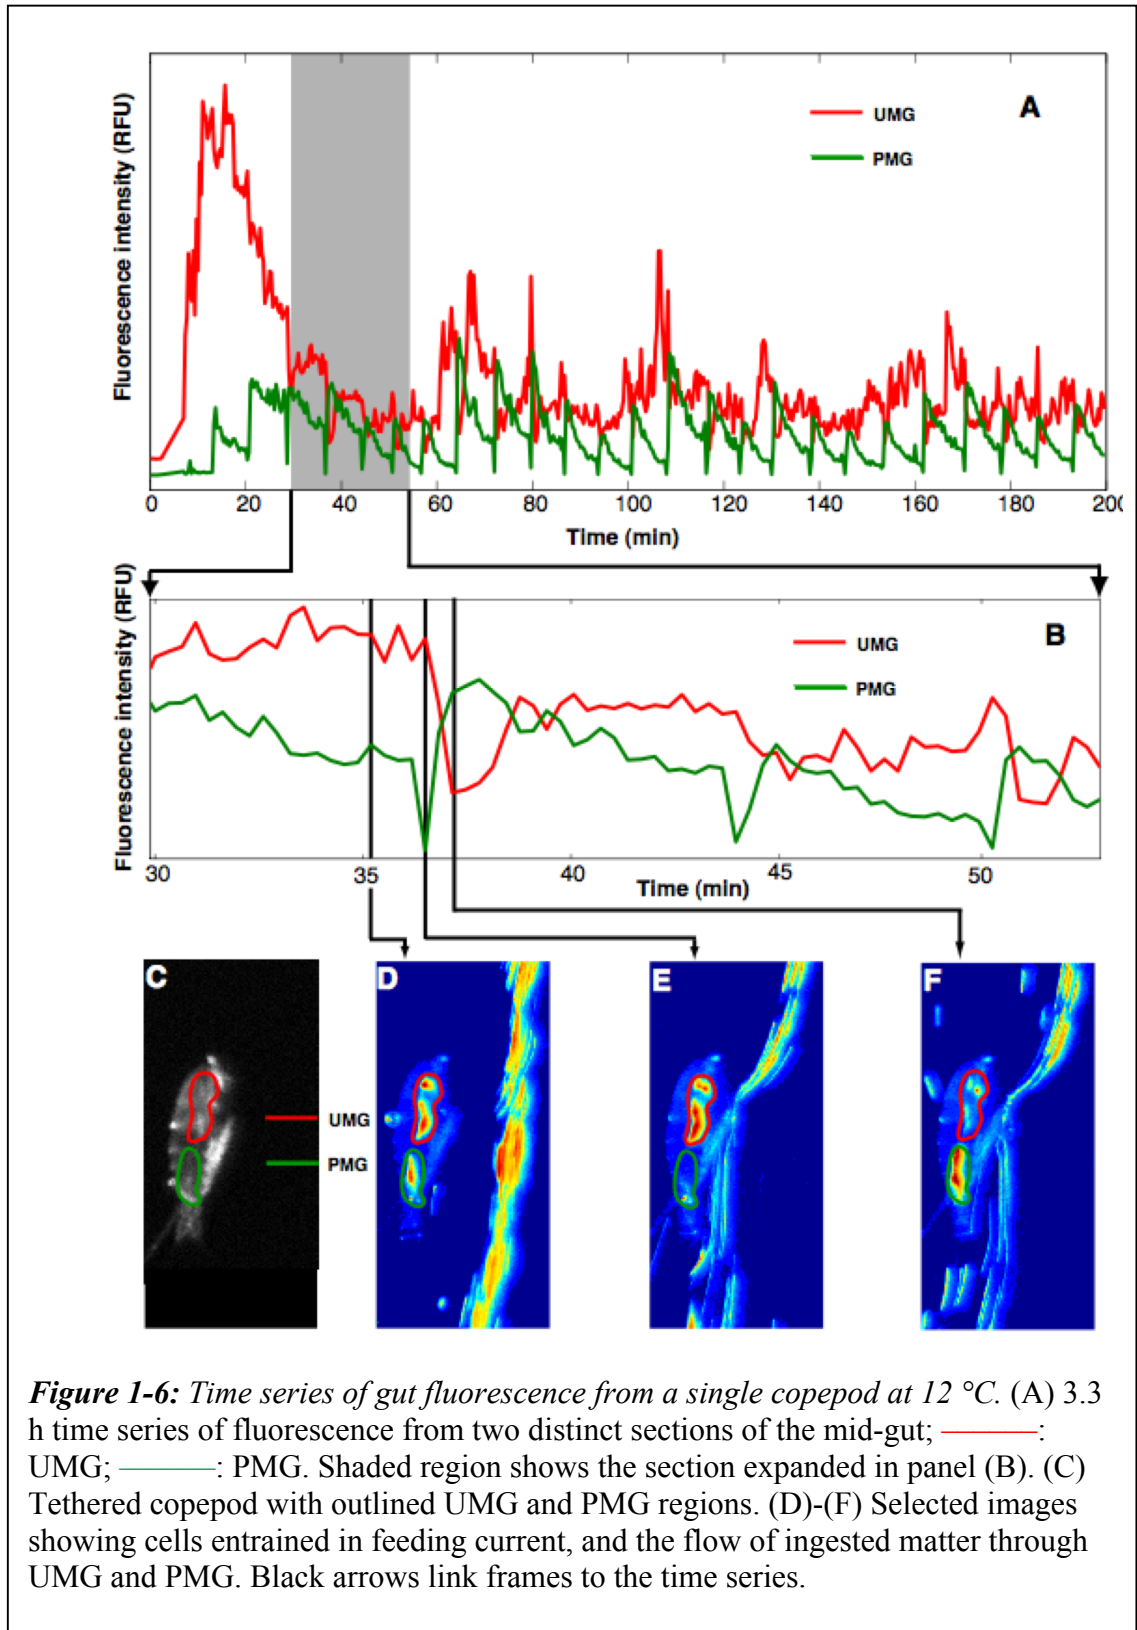 Fluorescence intensity (RFU)
A
UMG
PMG
0 20 40 60 80 100 120 140 160 180 200
Time (min)
Fluorescence intensity (RFU)
B
UMG
PMG
30 35 40 45 50
Time (min)
C D E F
UMG
PMG
Figure 1-6: Time series of gut fluorescence from a single copepod at 12 °C. (A) 3.3
h time series of fluorescence from two distinct sections of the mid-gut; ———:
UMG; ———: PMG. Shaded region shows the section expanded in panel (B). (C)
Tethered copepod with outlined UMG and PMG regions. (D)-(F) Selected images
showing cells entrained in feeding current, and the flow of ingested matter through
UMG and PMG. Black arrows link frames to the time series.